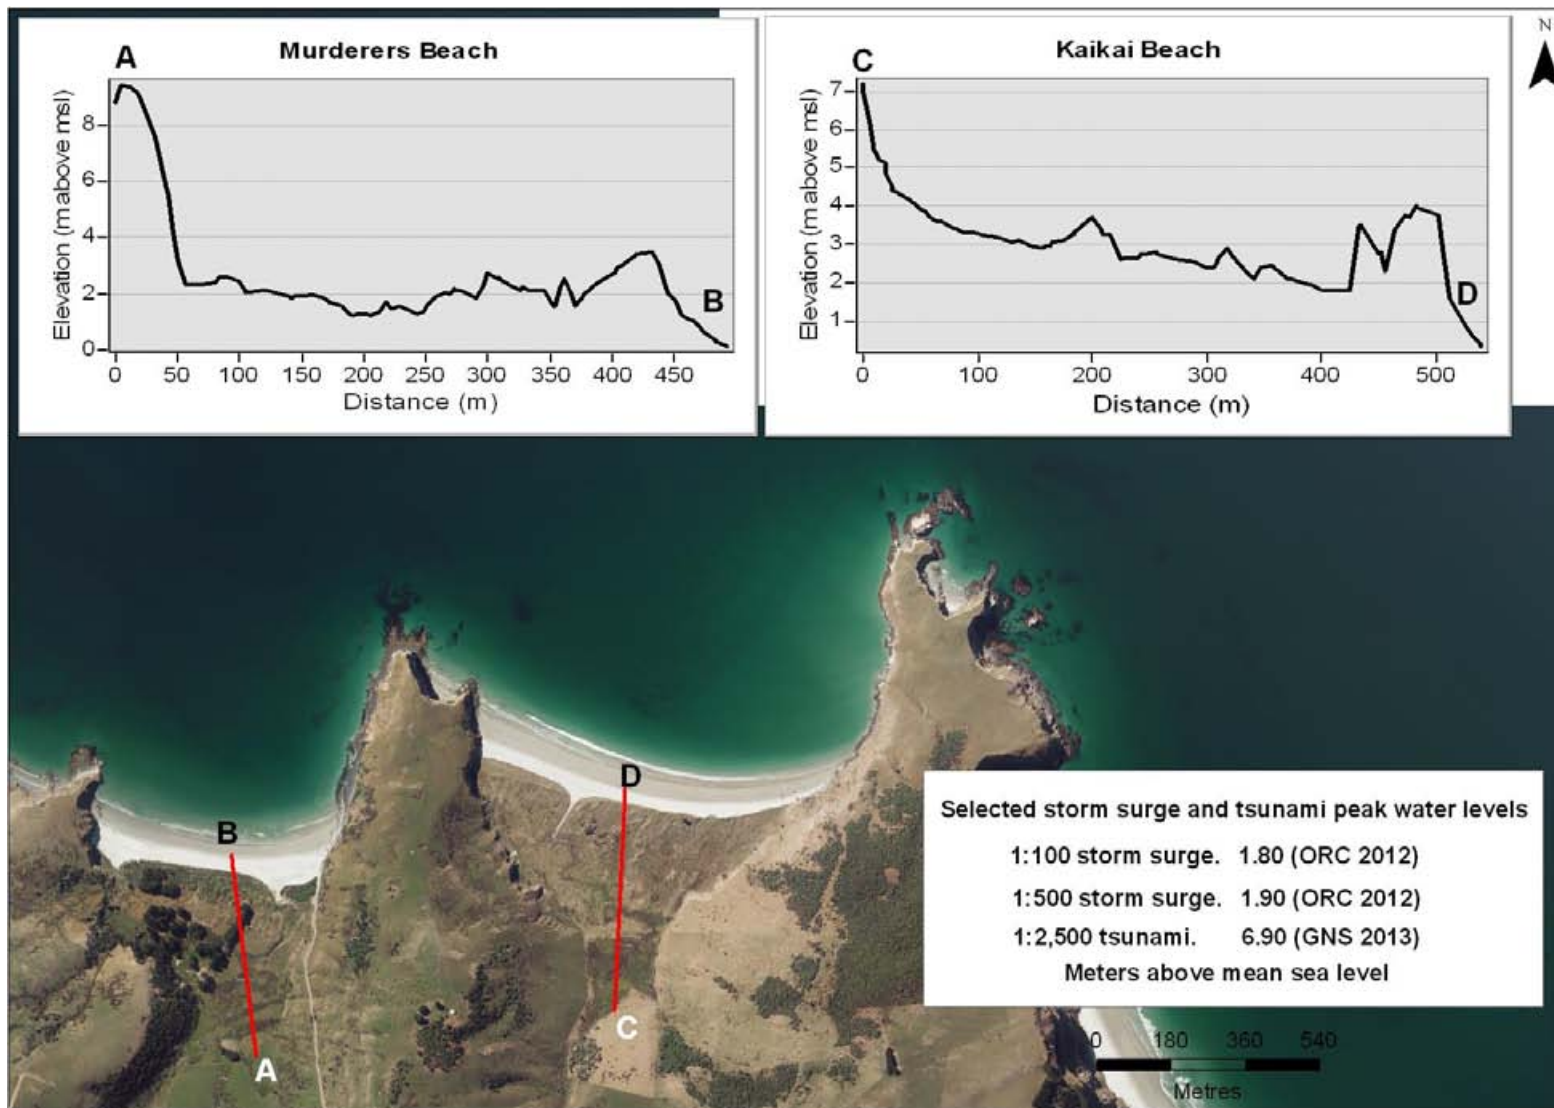 A
Murderers Beach
Elevation (m above msl)
8
6
4
2
0
B
0 50 100 150 200 250 300 350 400 450
Distance (m)
C
Kaikai Beach
Elevation (m above msl)
7
6
5
4
3
2
1
D
0 100 200 300 400 500
Distance (m)
N
B
A
D
C
Selected storm surge and tsunami peak water levels
1:100 storm surge. 1.80 (ORC 2012)
1:500 storm surge. 1.90 (ORC 2012)
1:2,500 tsunami. 6.90 (GNS 2013)
Meters above mean sea level
0 180 360 540
Metres